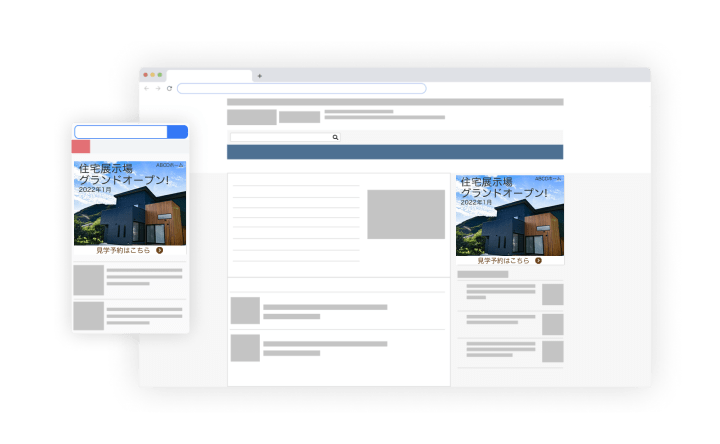 住宅展示場
ABCDホーム
グランドオープン!
2022年1月
見学予約はこちら
住宅展示場
ABCDホーム
グランドオープン!
2022年1月
見学予約はこちら